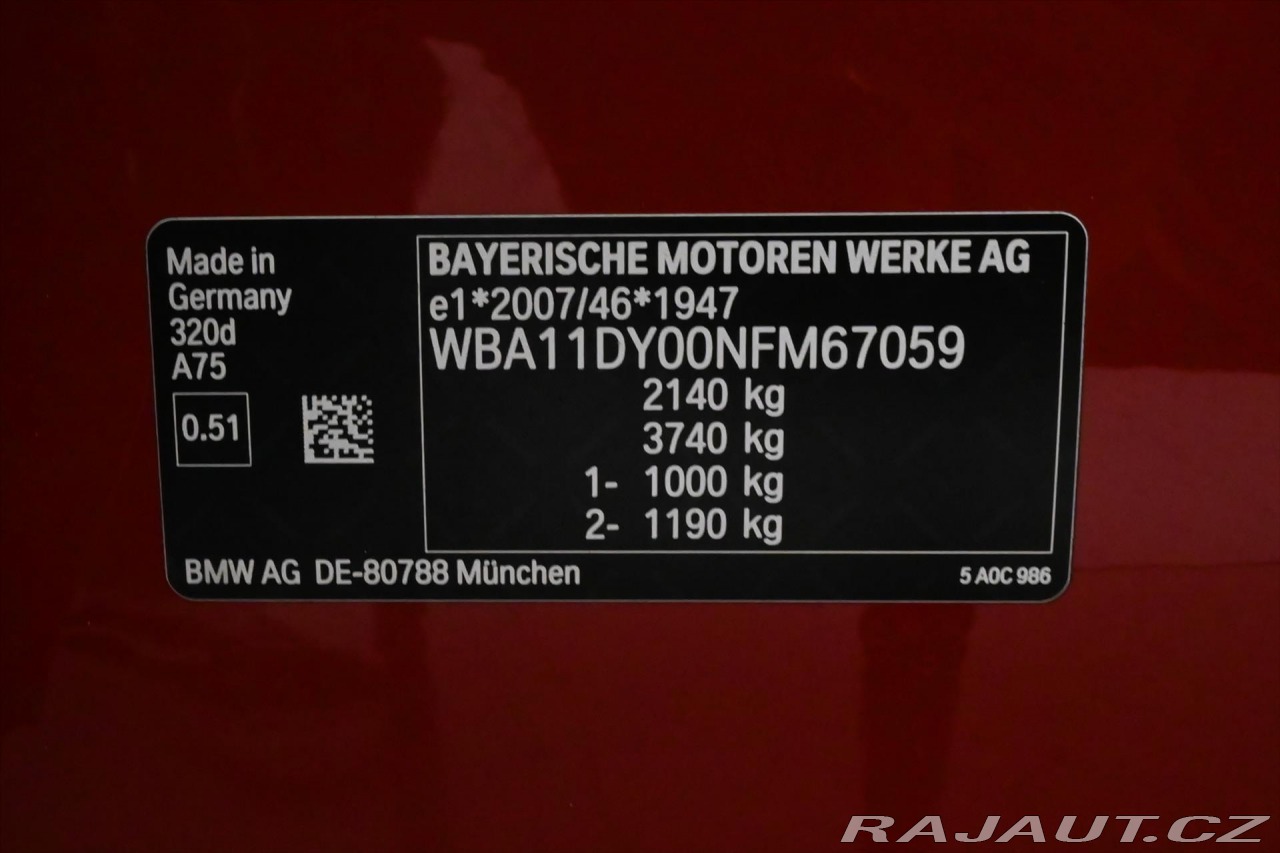 Made in
Germany
320d
A75
0.51
BAYERISCHE MOTOREN WERKE AG
e1*2007/46*1947
WBA11DY00NFM67059
2140 kg
3740 kg
1- 1000 kg
2- 1190 kg
BMW AG DE-80788 München
5 A0C 986
RAJAUT.CZ